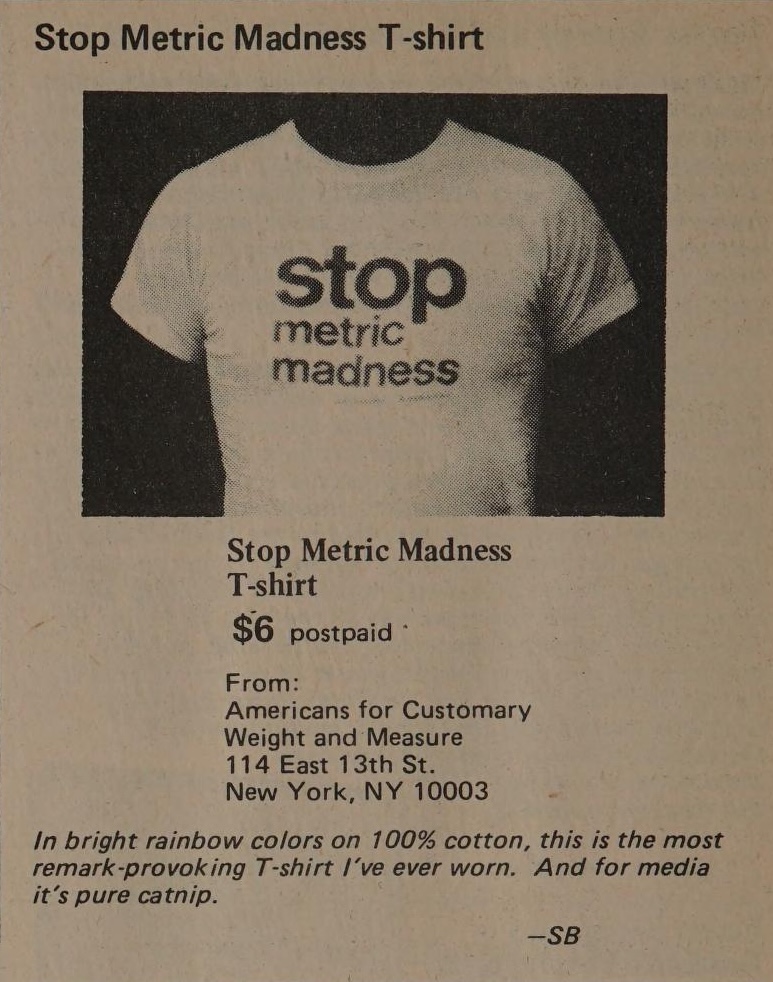 Stop Metric Madness T-shirt
stop
metric
madness
Stop Metric Madness
T-shirt
$6 postpaid
From:
Americans for Customary
Weight and Measure
114 East 13th St.
New York, NY 10003
In bright rainbow colors on 100% cotton, this is the most
remark-provoking T-shirt I've ever worn. And for media
it's pure catnip.
—SB